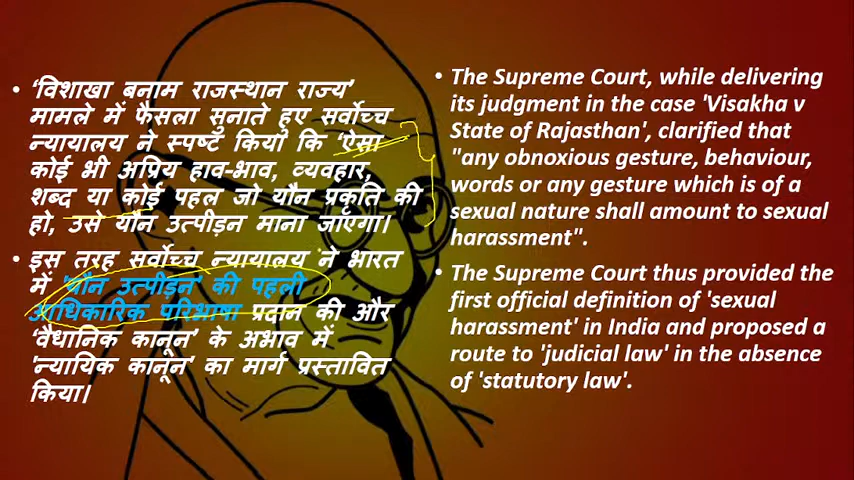 • ‘विशाखा बनाम राजस्थान राज्य’
मामले में फैसला सुनाते हुए सर्वोच्च
न्यायालय ने स्पष्ट किया कि ‘ऐसा
कोई भी अप्रिय हाव-भाव, व्यवहार,
शब्द या कोई पहल जो यौन प्रकृति की
हो, उसे यौन उत्पीड़न माना जाएगा।
• इस तरह सर्वोच्च न्यायालय ने भारत
में 'यौन उत्पीड़न' की पहली
आधिकारिक परिभाषा प्रदान की और
‘वैधानिक कानून’ के अभाव में
'न्यायिक कानून' का मार्ग प्रस्तावित
किया।
• The Supreme Court, while delivering
its judgment in the case 'Visakha v
State of Rajasthan', clarified that
"any obnoxious gesture, behaviour,
words or any gesture which is of a
sexual nature shall amount to sexual
harassment".
• The Supreme Court thus provided the
first official definition of 'sexual
harassment' in India and proposed a
route to 'judicial law' in the absence
of 'statutory law'.